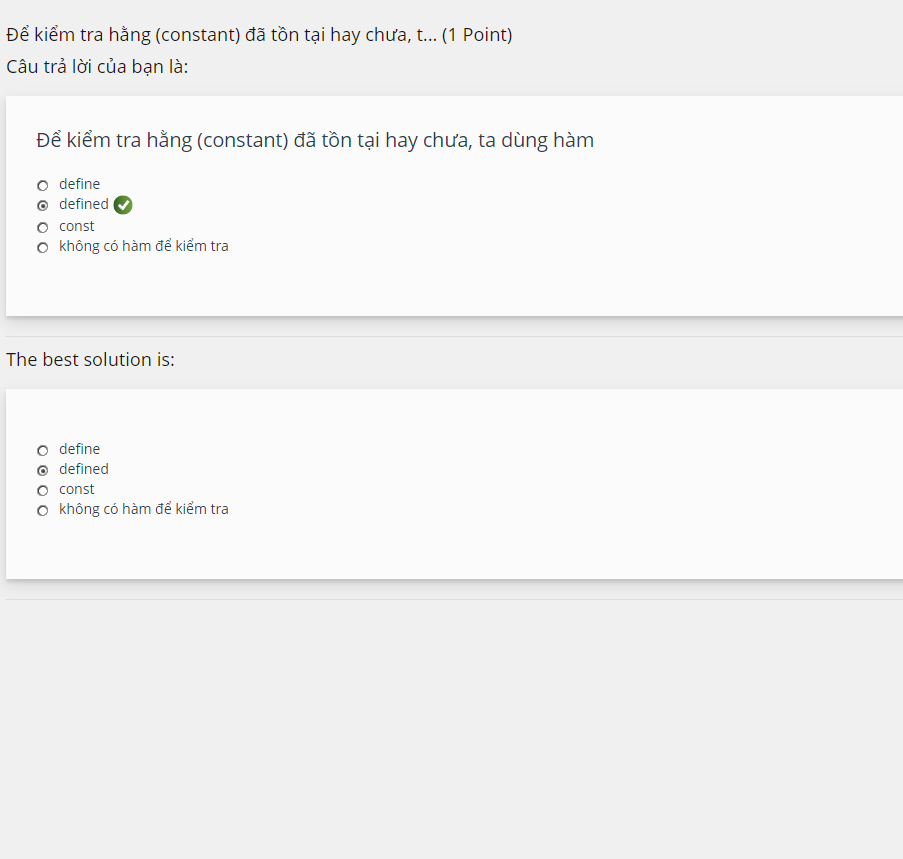 Để kiểm tra hằng (constant) đã tồn tại hay chưa, t... (1 Point)
Câu trả lời của bạn là:
Để kiểm tra hằng (constant) đã tồn tại hay chưa, ta dùng hàm
define
defined
const
không có hàm để kiểm tra
The best solution is:
define
defined
const
không có hàm để kiểm tra